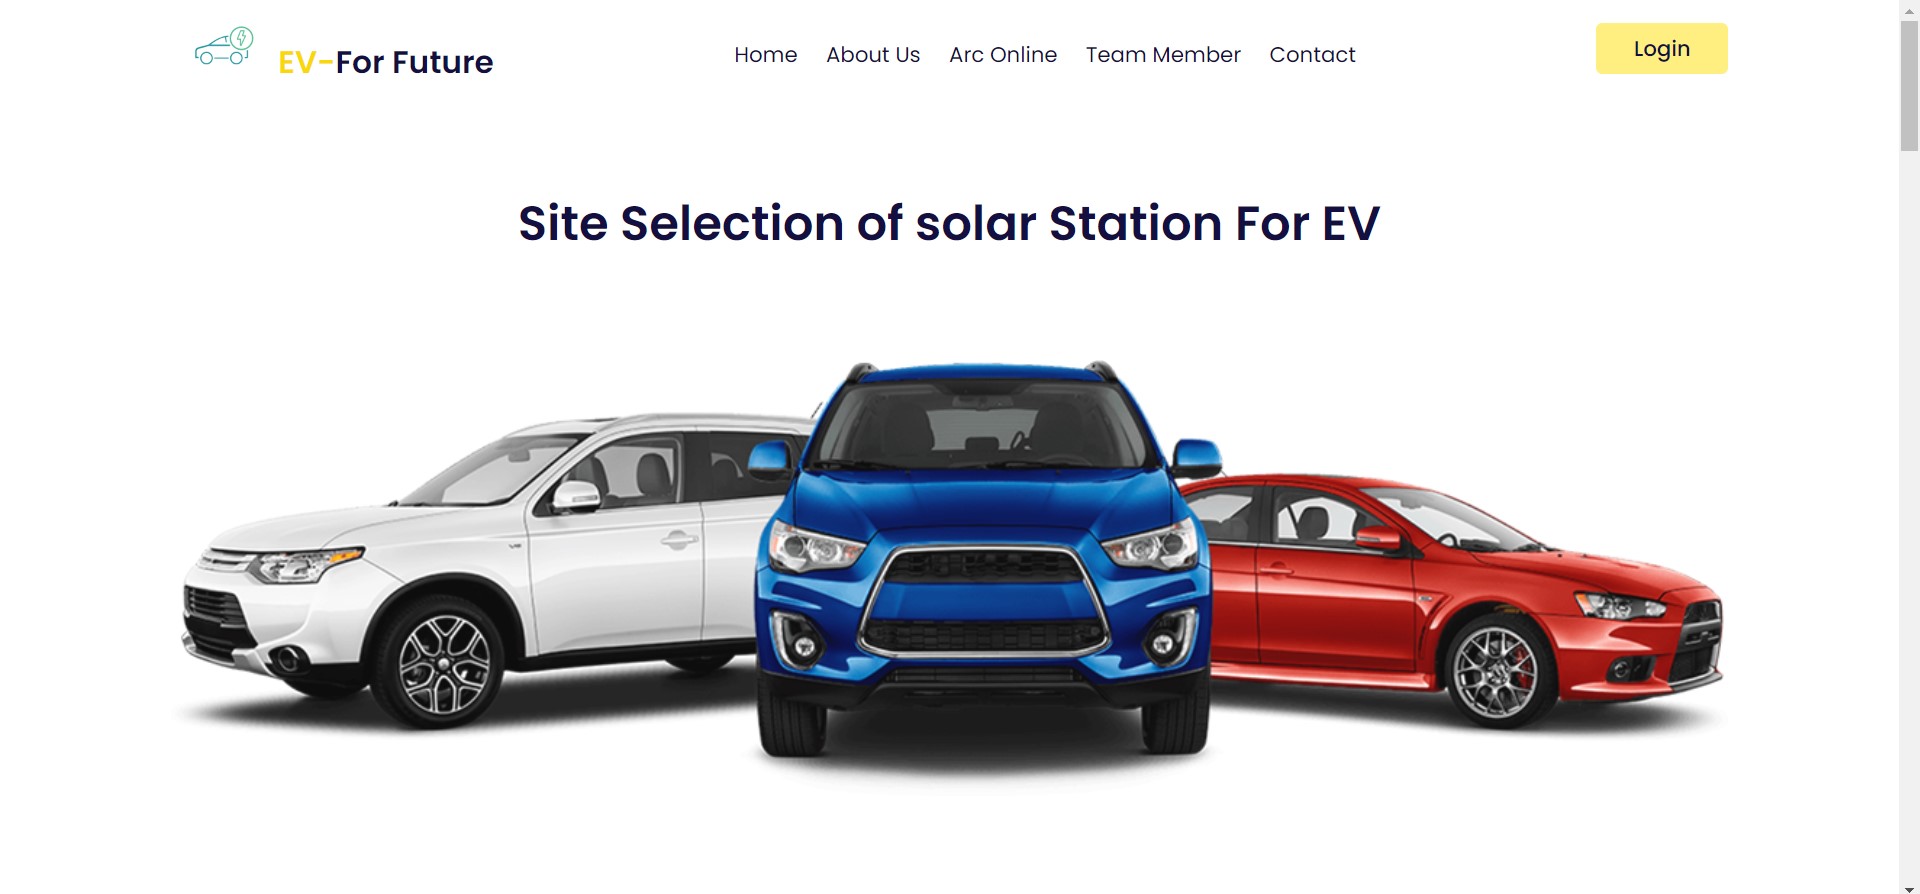 EV-For Future
Home About Us Arc Online Team Member Contact
Login
Site Selection of solar Station For EV